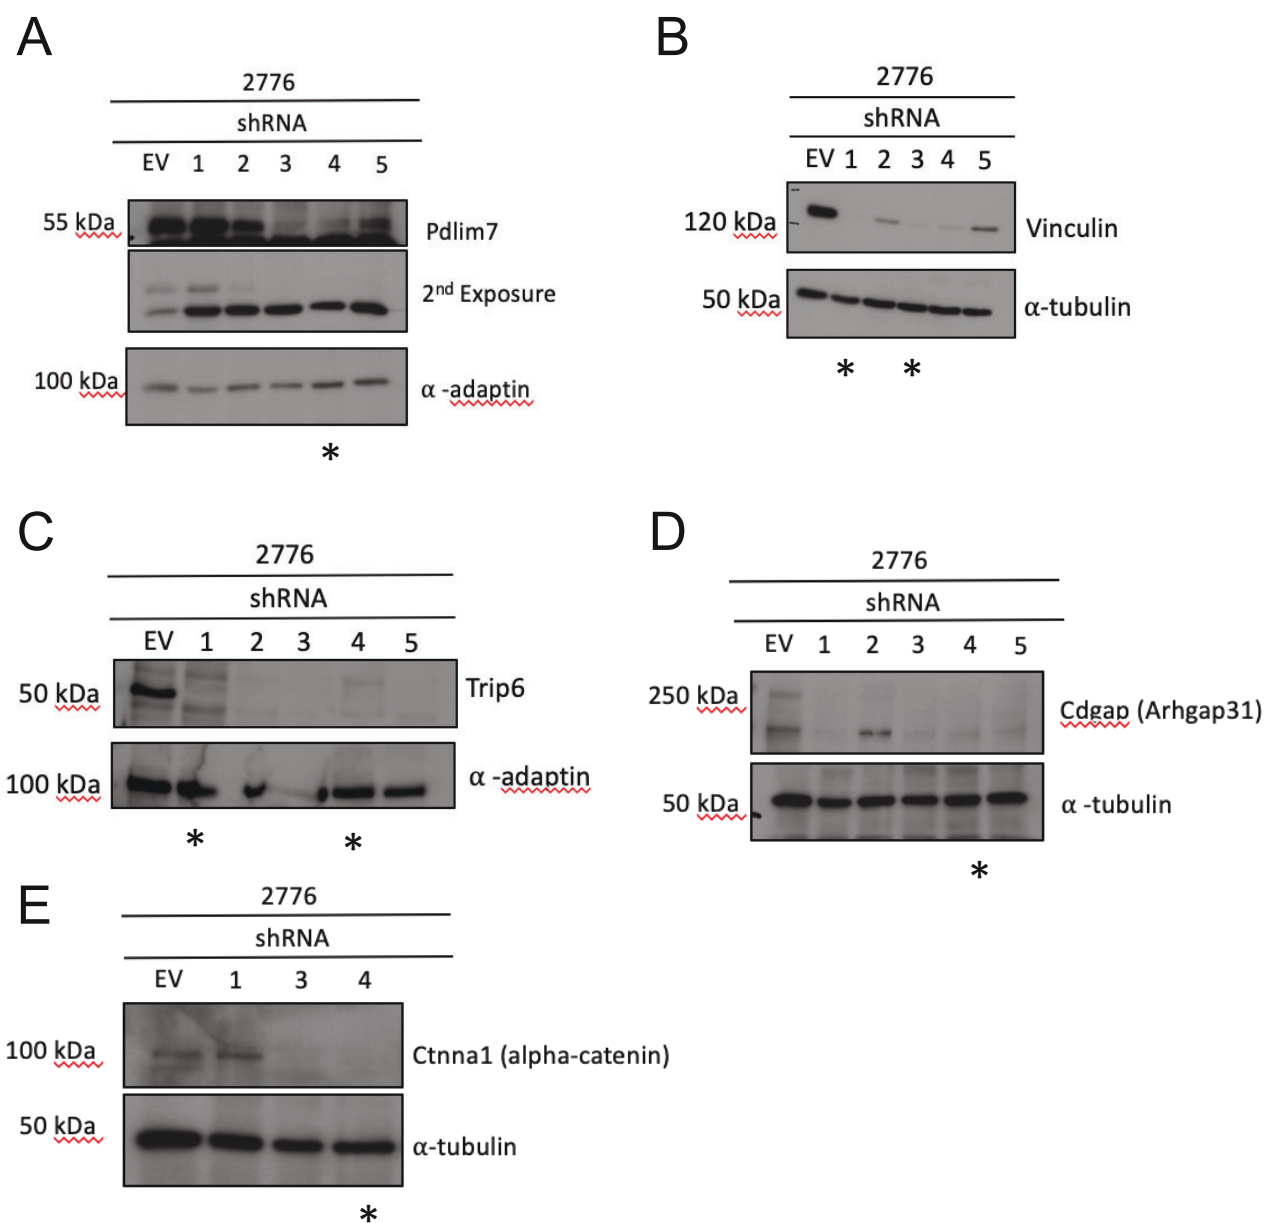 A
2776
shRNA
EV 1 2 3 4 5
55 kDa
Pdlim7
2nd Exposure
100 kDa
α -adaptin
*
B
2776
shRNA
EV 1 2 3 4 5
120 kDa
Vinculin
50 kDa
α-tubulin
* *
C
2776
shRNA
EV 1 2 3 4 5
50 kDa
Trip6
100 kDa
α -adaptin
* *
D
2776
shRNA
EV 1 2 3 4 5
250 kDa
Cdgap (Arhgap31)
50 kDa
α -tubulin
*
E
2776
shRNA
EV 1 3 4
100 kDa
Ctnna1 (alpha-catenin)
50 kDa
α-tubulin
*